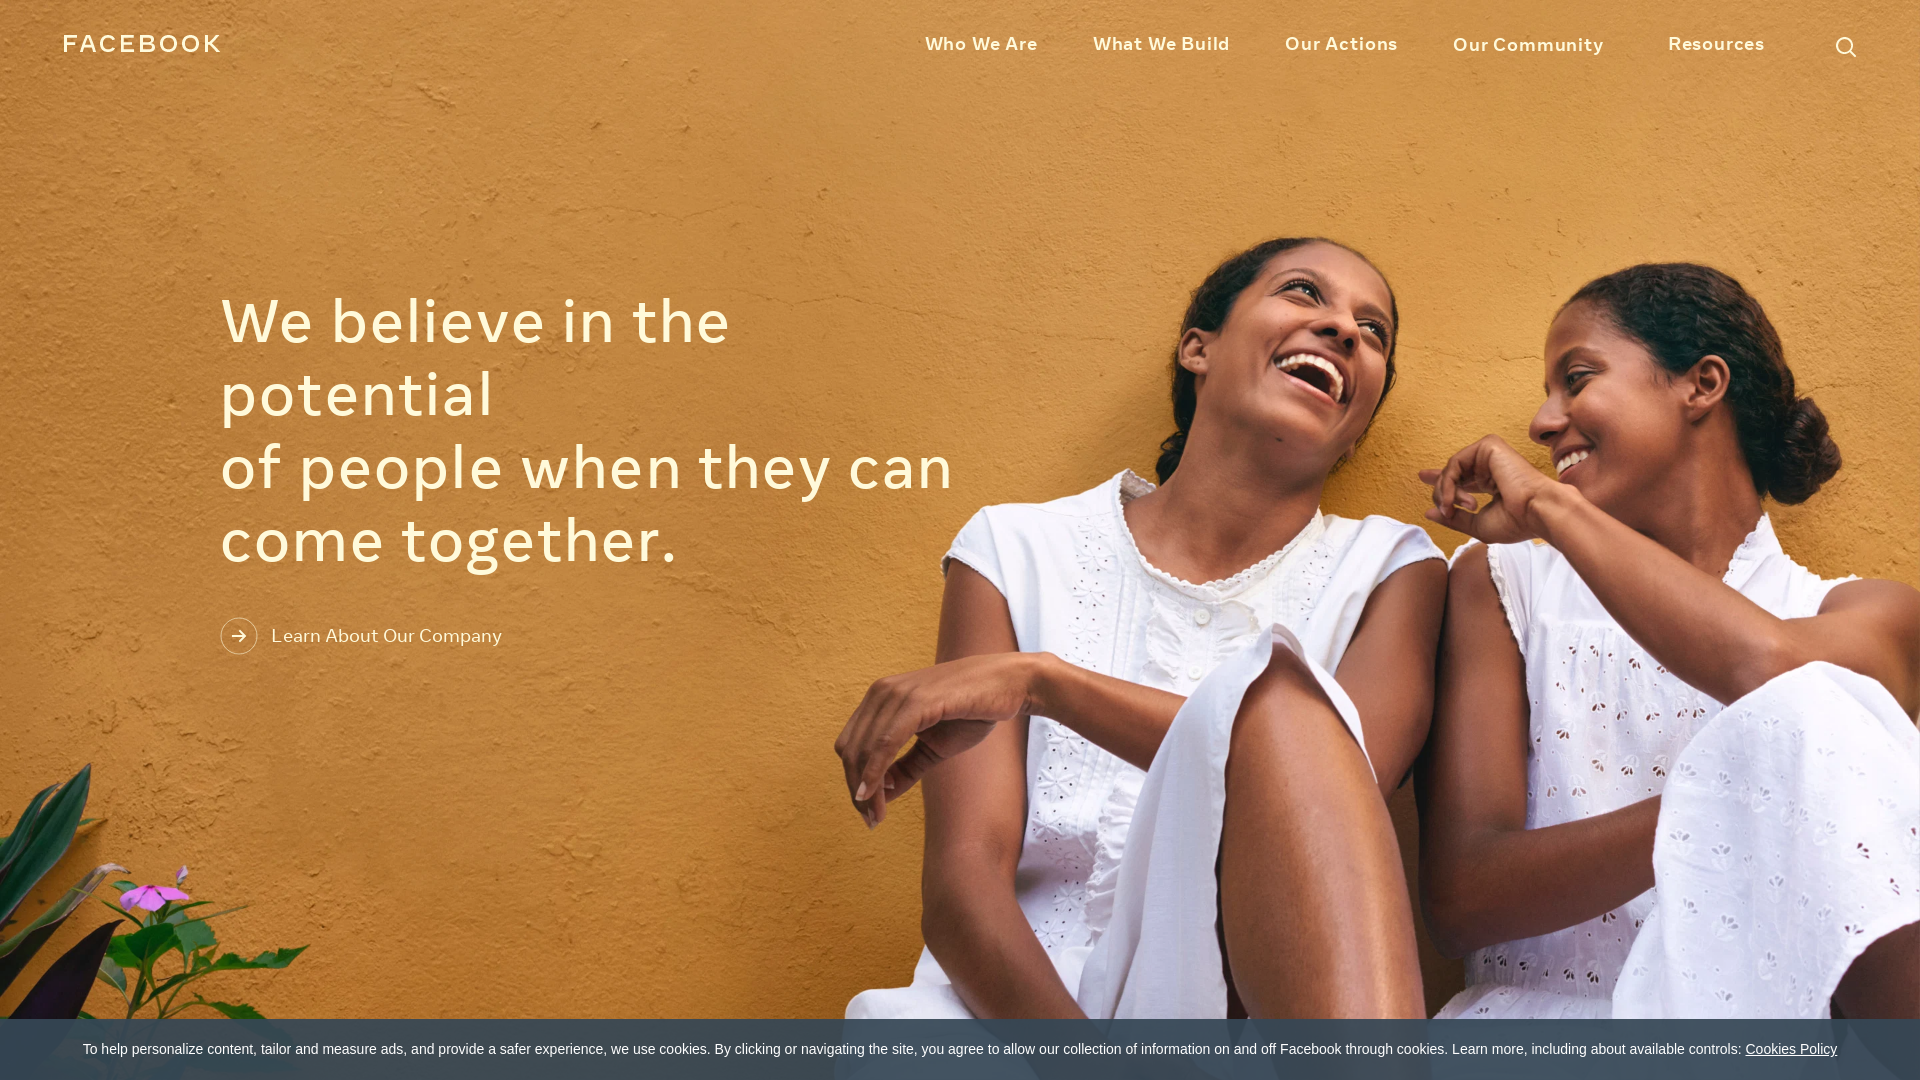 FACEBOOK
Who We Are
What We Build
Our Actions
Our Community
Resources
We believe in the
potential
of people when they can
come together.
Learn About Our Company
To help personalize content, tailor and measure ads, and provide a safer experience, we use cookies. By clicking or navigating the site, you agree to allow our collection of information on and off Facebook through cookies. Learn more, including about available controls: Cookies Policy